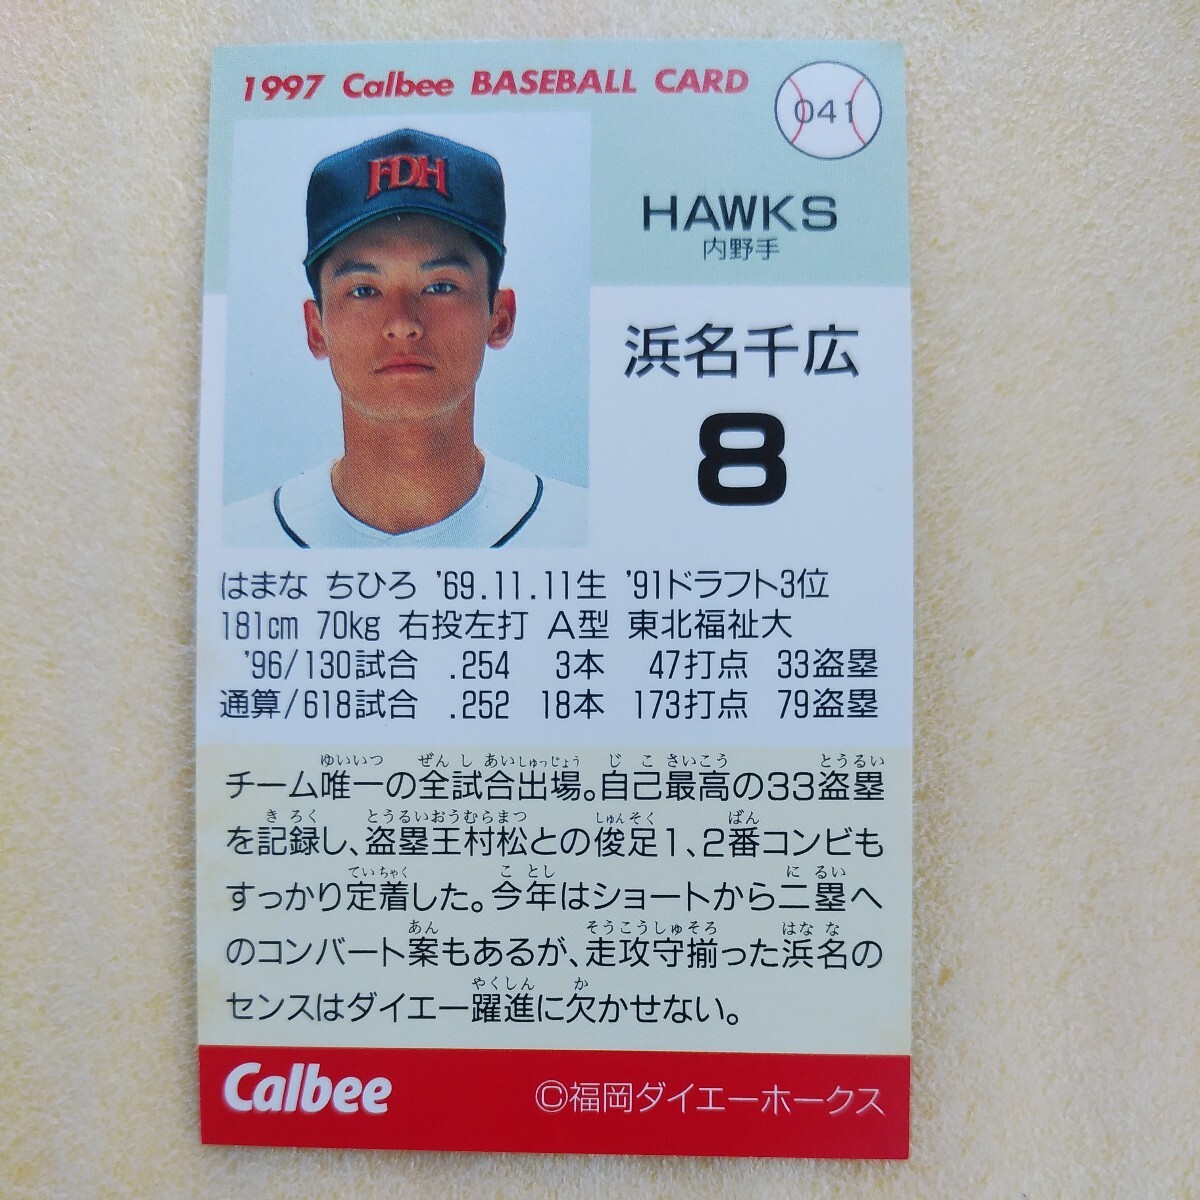 1997 Calbee BASEBALL CARD
041
FDH
HAWKS
内野手
浜名千広
8
はまな ちひろ '69.11.11生 '91ドラフト3位
181cm 70kg 右投左打 A型 東北福祉大
'96/130試合 .254 3本 47打点 33盗塁
通算/618試合 .252 18本 173打点 79盗塁
ゆいいつ ぜんしあいしゅつじょう じこさいこう とうるい
チーム唯一の全試合出場。自己最高の33盗塁
きろく とうるいおうむらまつ しゅんそく ばん
を記録し、盗塁王村松との俊足1、2番コンビも
ていちゃく ことし にるい
すっかり定着した。今年はショートから二塁へ
あん そうこうしゅそろ はなな
のコンバート案もあるが、走攻守揃った浜名の
やくしん か
センスはダイエー躍進に欠かせない。
Calbee
©福岡ダイエーホークス